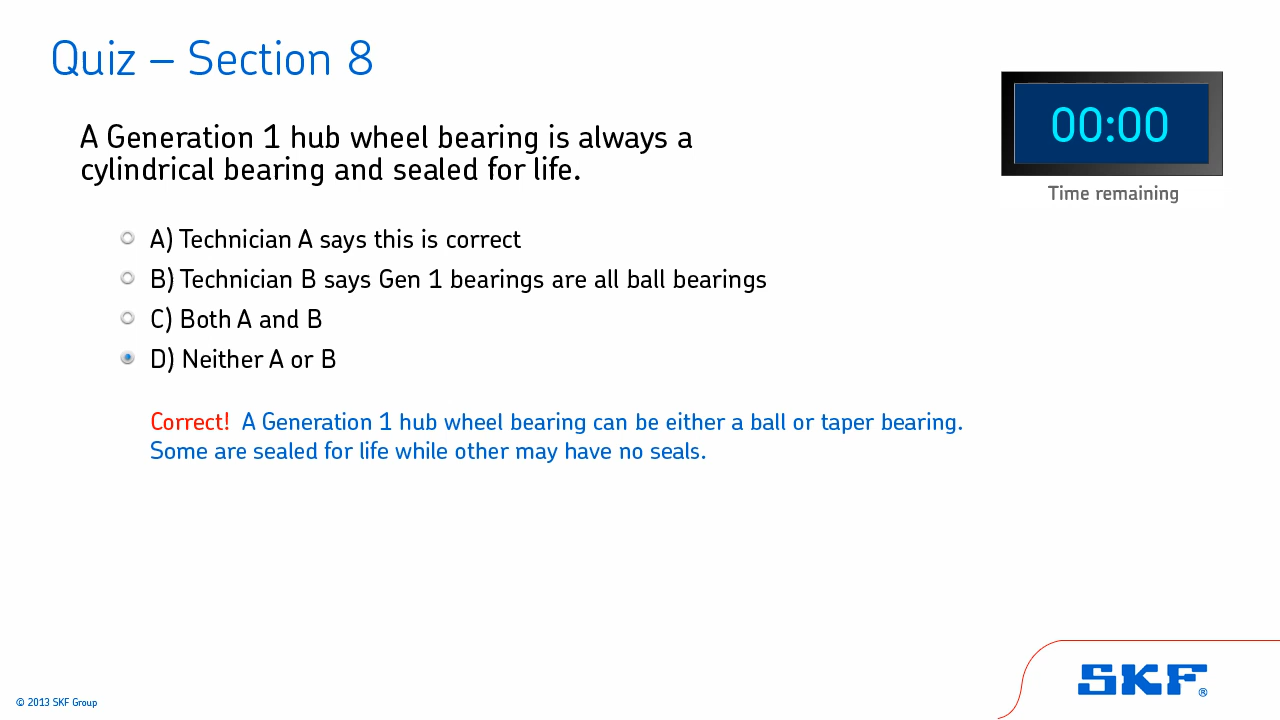 Quiz – Section 8
00:00
Time remaining
A Generation 1 hub wheel bearing is always a
cylindrical bearing and sealed for life.
A) Technician A says this is correct
B) Technician B says Gen 1 bearings are all ball bearings
C) Both A and B
D) Neither A or B
Correct! A Generation 1 hub wheel bearing can be either a ball or taper bearing.
Some are sealed for life while other may have no seals.
© 2013 SKF Group
SKF®